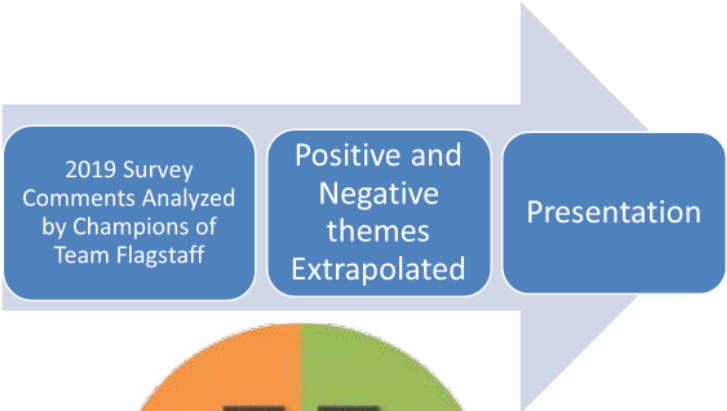 2019 Survey
Comments Analyzed
by Champions of
Team Flagstaff
Positive and
Negative
themes
Extrapolated
Presentation